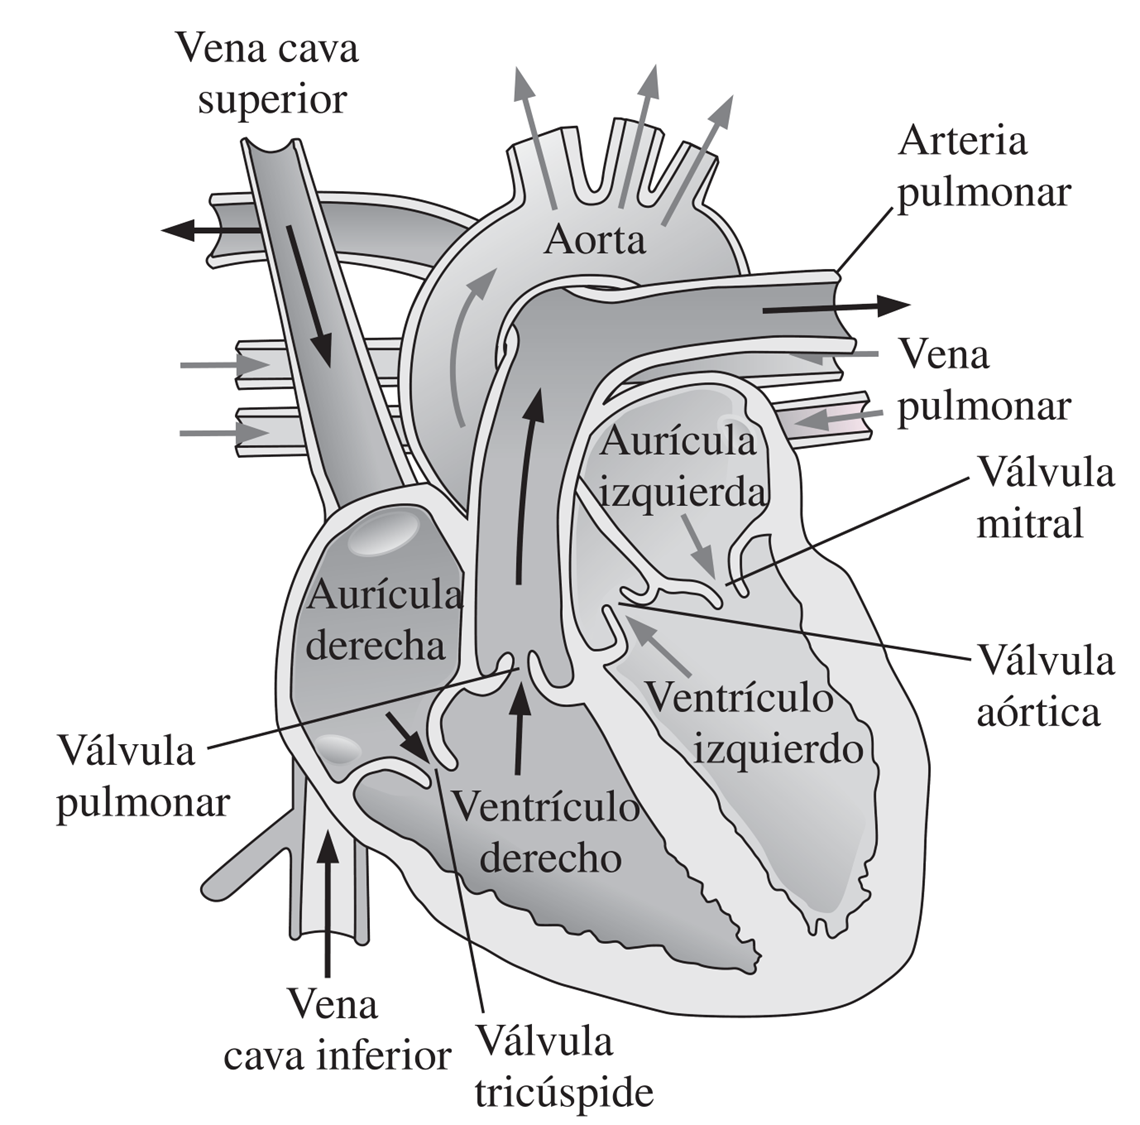 Vena cava
superior
Arteria
pulmonar
Aorta
Vena
pulmonar
Aurícula
izquierda
Válvula
mitral
Aurícula
derecha
Válvula
aórtica
Ventrículo
izquierdo
Válvula
pulmonar
Ventrículo
derecho
Vena
cava inferior
Válvula
tricúspide